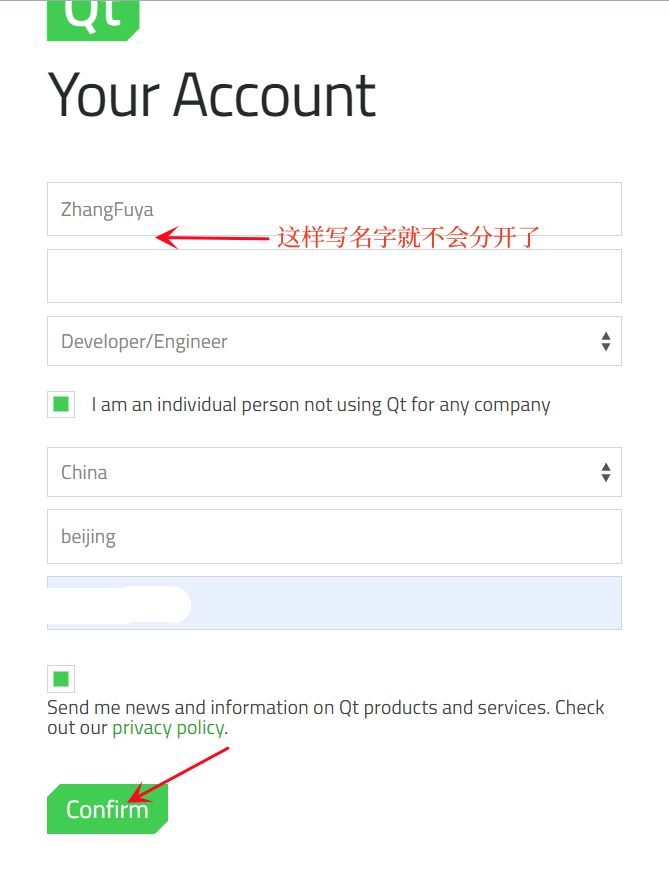 Qt
Your Account
ZhangFuya
这样写名字就不会分开了
Developer/Engineer
I am an individual person not using Qt for any company
China
beijing
Send me news and information on Qt products and services. Check
out our privacy policy.
Confirm